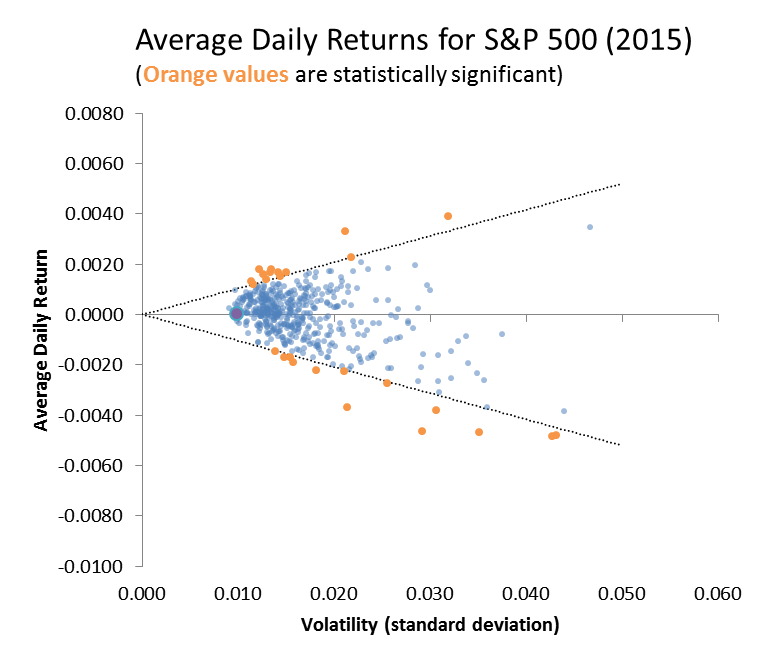 Average Daily Returns for S&P 500 (2015)
(Orange values are statistically significant)
0.0080
0.0060
0.0040
0.0020
0.0000
-0.0020
-0.0040
-0.0060
-0.0080
-0.0100
Average Daily Return
0.000 0.010 0.020 0.030 0.040 0.050 0.060
Volatility (standard deviation)